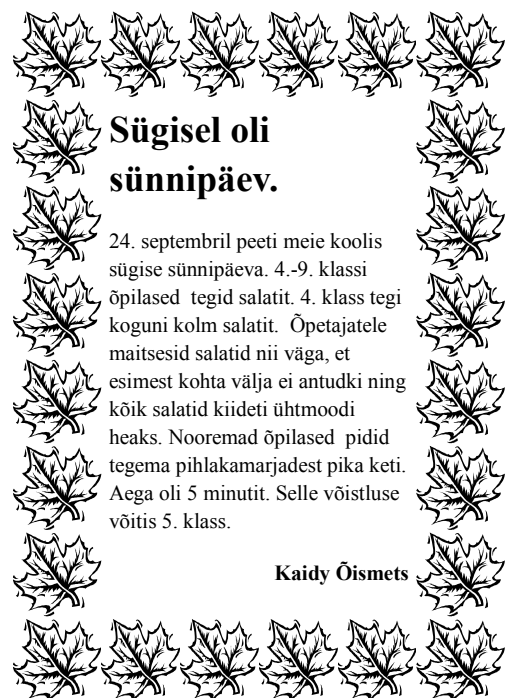 Sügisel oli
sünnipäev.
24. septembril peeti meie koolis
sügise sünnipäeva. 4.-9. klassi
õpilased  tegid salatit. 4. klass tegi
koguni kolm salatit.  Õpetajatele
maitsesid salatid nii väga, et
esimest kohta välja ei antudki ning
kõik salatid kiideti ühtmoodi
heaks. Nooremad õpilased  pidid
tegema pihlakamarjadest pika keti.
Aega oli 5 minutit. Selle võistluse
võitis 5. klass.
Kaidy Õismets